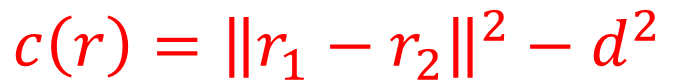 c(r) = ‖r₁ − r₂‖² − d²